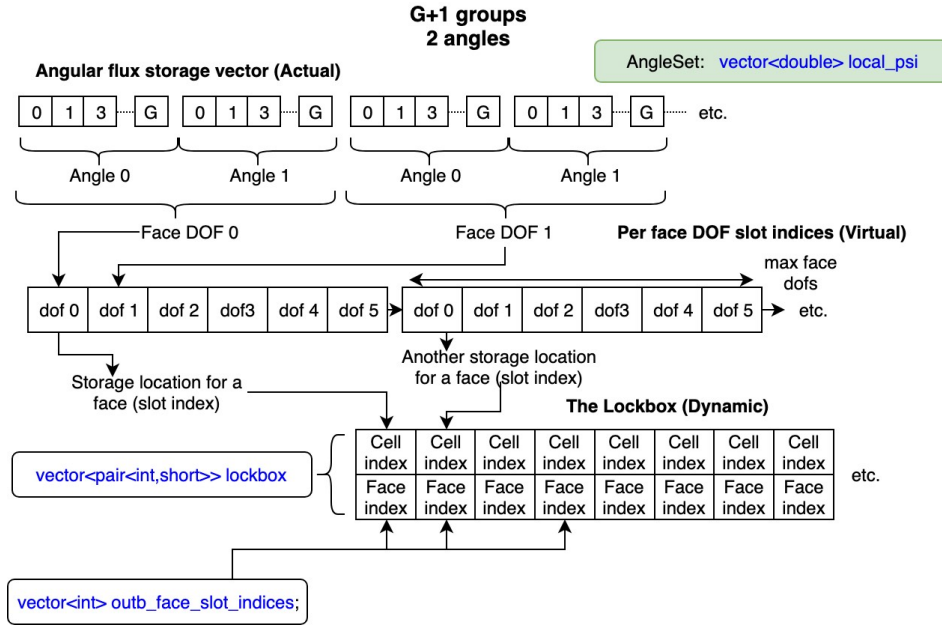 G+1 groups
2 angles
AngleSet: vector<double> local_psi
Angular flux storage vector (Actual)
0 1 3 G 0 1 3 G 0 1 3 G 0 1 3 G etc.
Angle 0 Angle 1 Angle 0 Angle 1
Face DOF 0 Face DOF 1 Per face DOF slot indices (Virtual)
max face
dofs
dof 0 dof 1 dof 2 dof3 dof 4 dof 5 dof 0 dof 1 dof 2 dof3 dof 4 dof 5 etc.
Another storage location
for a face (slot index)
Storage location for a
face (slot index)
The Lockbox (Dynamic)
Cell Cell Cell Cell Cell Cell Cell Cell
index index index index index index index index
vector<pair<int,short>> lockbox etc.
Face Face Face Face Face Face Face Face
index index index index index index index index
vector<int> outb_face_slot_indices;